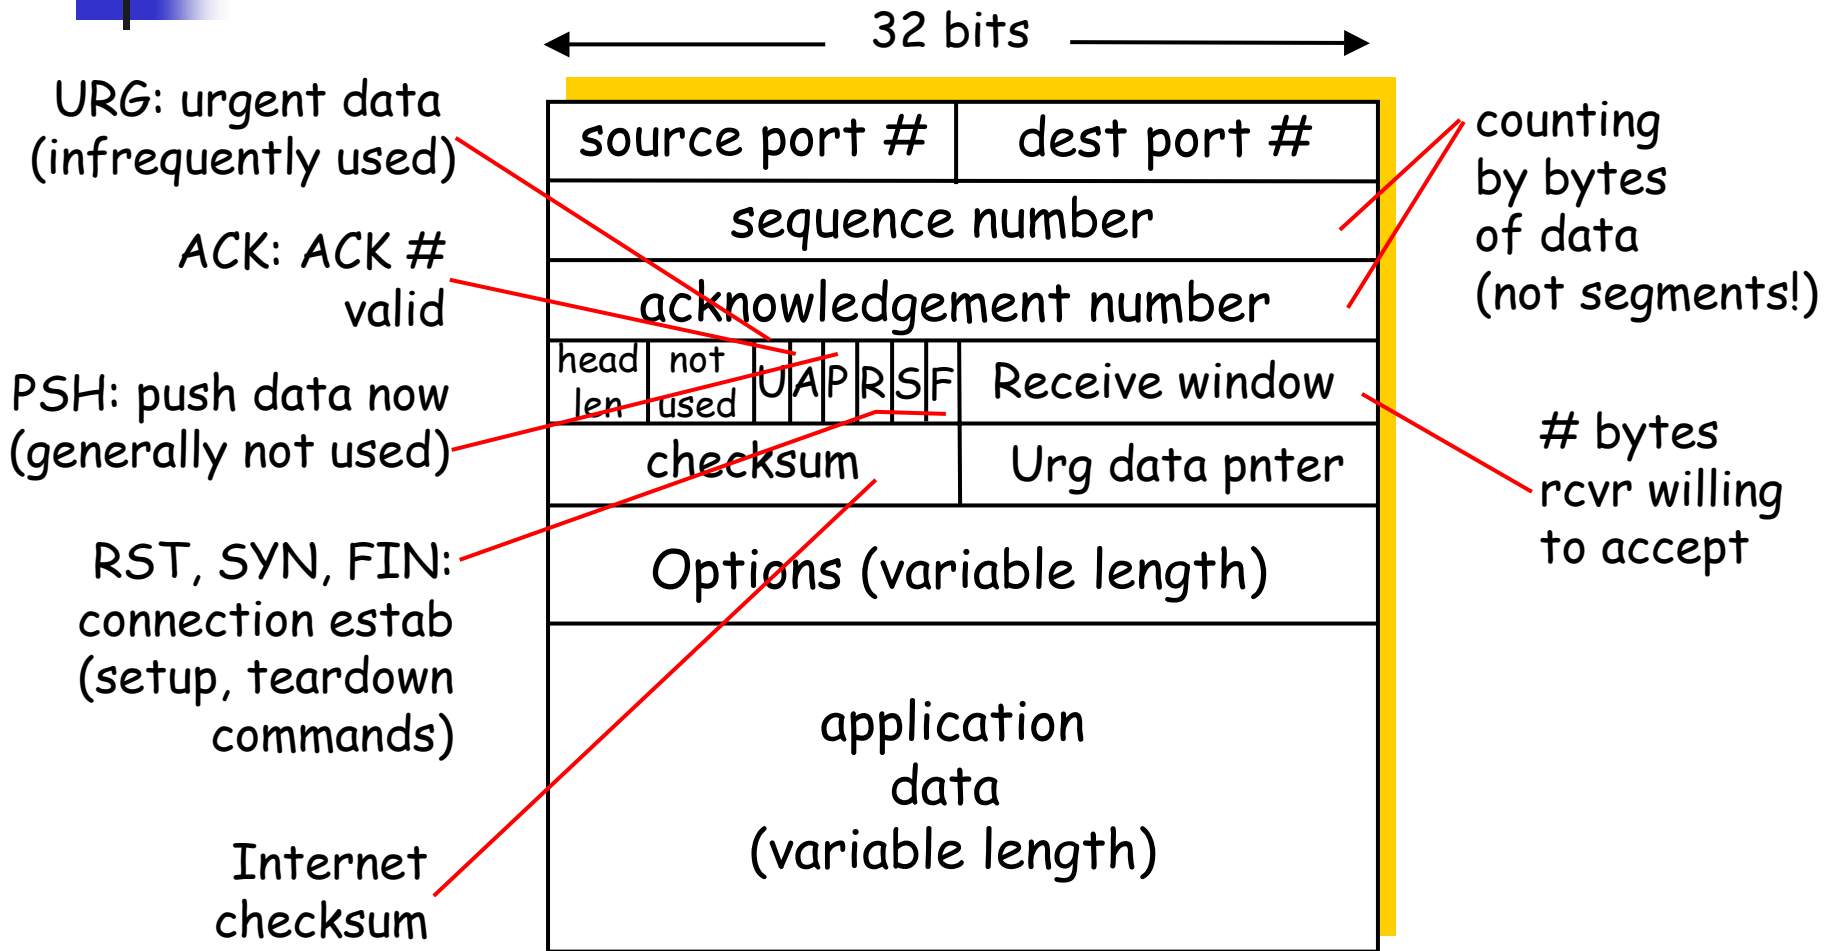 32 bits
URG: urgent data
(infrequently used)
ACK: ACK #
valid
PSH: push data now
(generally not used)
RST, SYN, FIN:
connection estab
(setup, teardown
commands)
Internet
checksum
source port #
dest port #
sequence number
acknowledgement number
head
len
not
used
U
A
P
R
S
F
Receive window
checksum
Urg data pnter
Options (variable length)
application
data
(variable length)
counting
by bytes
of data
(not segments!)
# bytes
rcvr willing
to accept